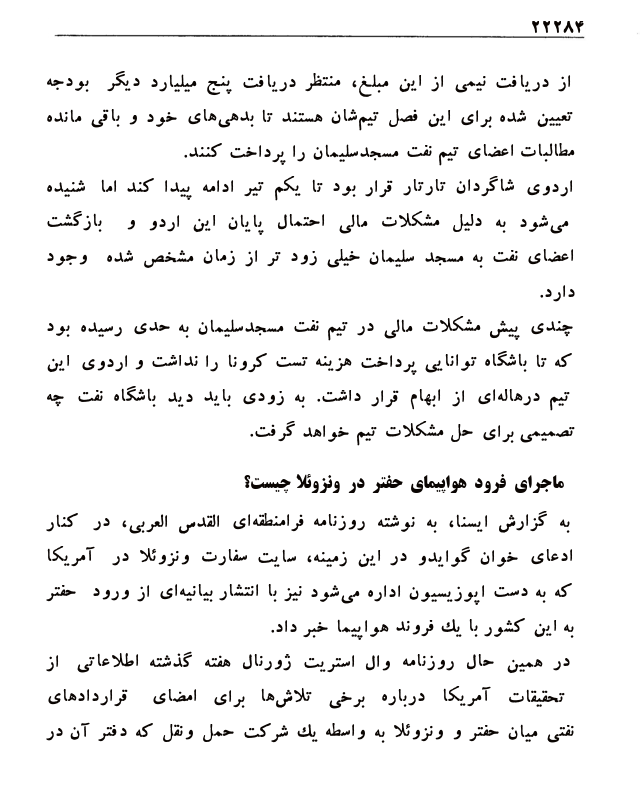 ۲۲۲۸۴
از دریافت نیمی از این مبلغ، منتظر دریافت پنج میلیارد دیگر بودجه
تعیین شده برای این فصل تیم‌شان هستند تا بدهی‌های خود و باقی مانده
مطالبات اعضای تیم نفت مسجدسلیمان را پرداخت کنند.
اردوی شاگردان تارتار قرار بود تا یکم تیر ادامه پیدا کند اما شنیده
می‌شود به دلیل مشکلات مالی احتمال پایان این اردو و بازگشت
اعضای نفت به مسجد سلیمان خیلی زود تر از زمان مشخص شده وجود
دارد.
چندی پیش مشکلات مالی در تیم نفت مسجدسلیمان به حدی رسیده بود
که تا باشگاه توانایی پرداخت هزینه تست کرونا را نداشت و اردوی این
تیم درهاله‌ای از ابهام قرار داشت. به زودی باید دید باشگاه نفت چه
تصمیمی برای حل مشکلات تیم خواهد گرفت.
ماجرای فرود هواپیمای حفتر در ونزوئلا چیست؟
به گزارش ایسنا، به نوشته روزنامه فرامنطقه‌ای القدس العربی، در کنار
ادعای خوان گوایدو در این زمینه، سایت سفارت ونزوئلا در آمریکا
که به دست اپوزیسیون اداره می‌شود نیز با انتشار بیانیه‌ای از ورود حفتر
به این کشور با یك فروند هواپیما خبر داد.
در همین حال روزنامه وال استریت ژورنال هفته گذشته اطلاعاتی از
تحقیقات آمریکا درباره برخی تلاش‌ها برای امضای قراردادهای
نفتی میان حفتر و ونزوئلا به واسطه یك شرکت حمل ونقل که دفتر آن در